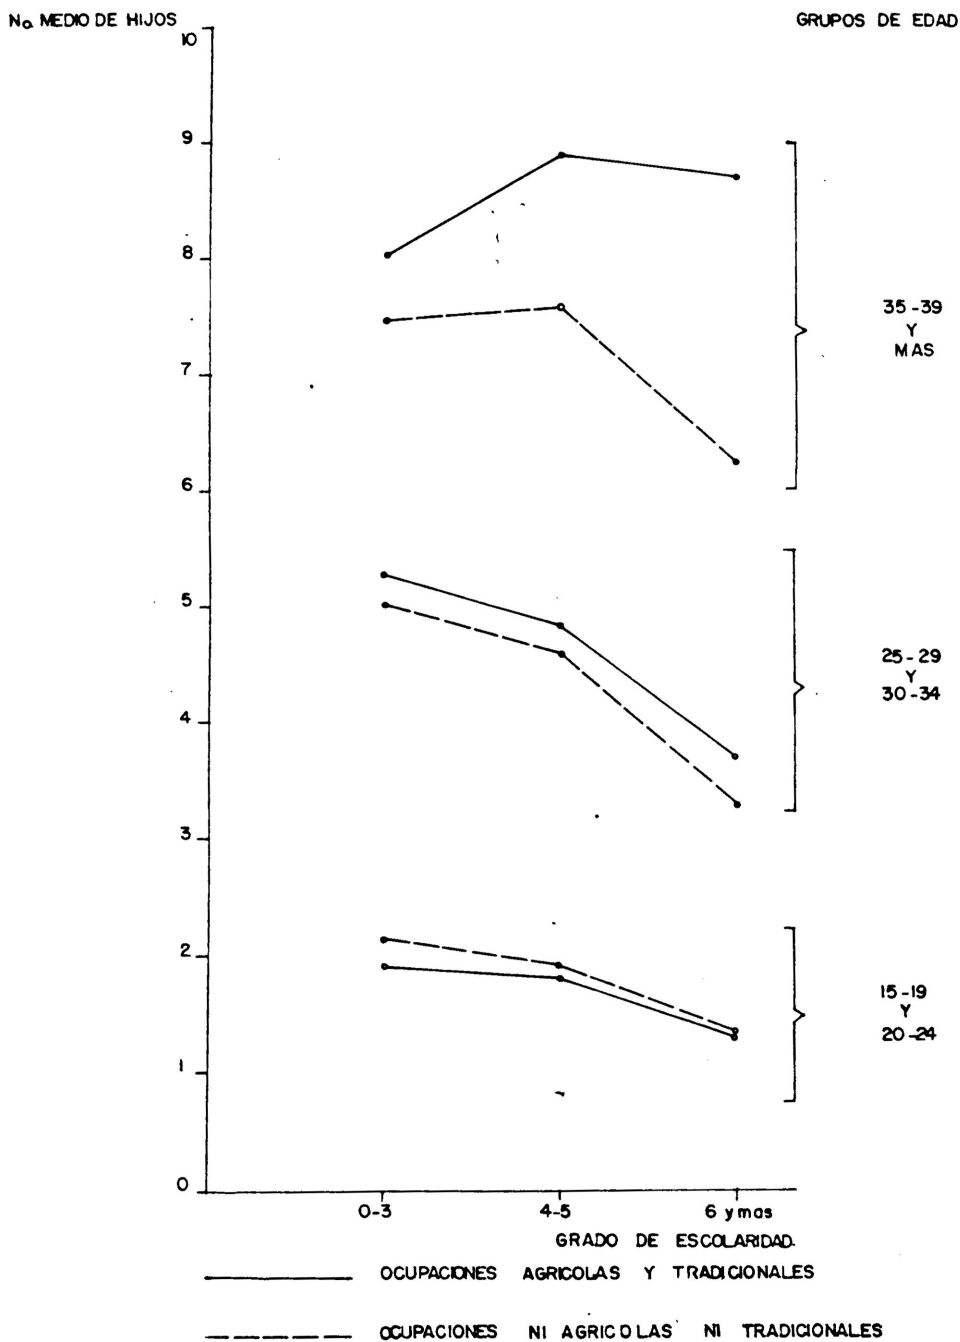 No MEDIO DE HIJOS
GRUPOS DE EDAD
10
9
8
7
6
5
4
3
2
1
0
35-39
Y
MAS
25-29
Y
30-34
15-19
Y
20-24
0-3
4-5
6 y mas
GRADO DE ESCOLARIDAD.
OCUPACIONES AGRICOLAS Y TRADICIONALES
OCUPACIONES NI AGRICOLAS NI TRADICIONALES